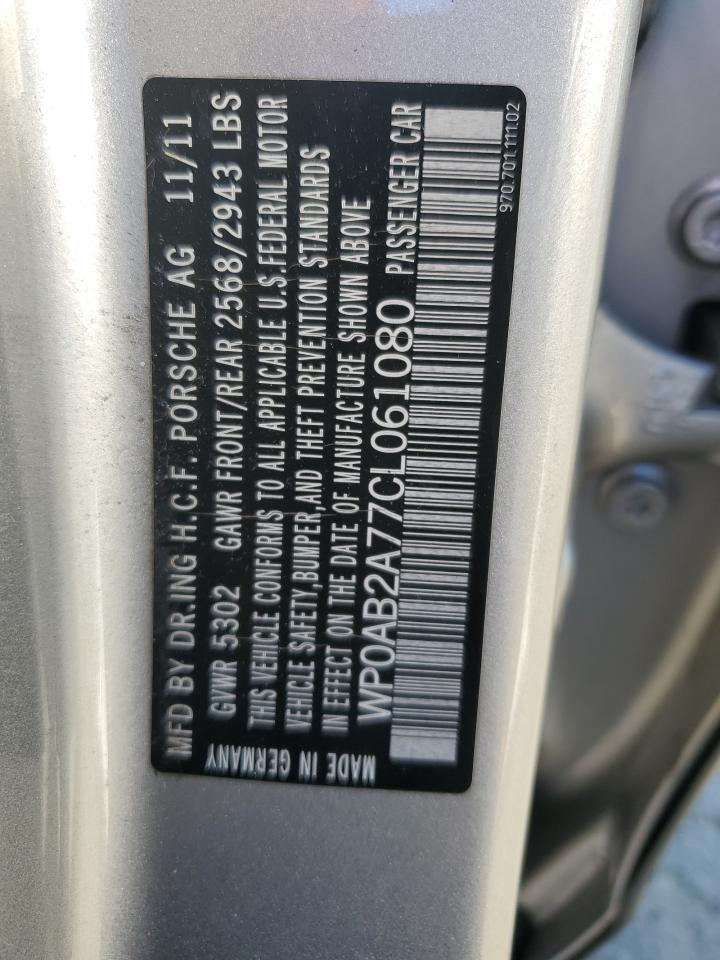 MFD BY DR.ING H.C.F. PORSCHE AG 11/11
GVWR 5302 GAWR FRONT/REAR 2568/2943 LBS
THIS VEHICLE CONFORMS TO ALL APPLICABLE U.S.FEDERAL MOTOR
VEHICLE SAFETY,BUMPER,AND THEFT PREVENTION STANDARDS
IN EFFECT ON THE DATE OF MANUFACTURE SHOWN ABOVE
WP0AB2A77CL061080 PASSENGER CAR
970.701.111.02
MADE IN GERMANY